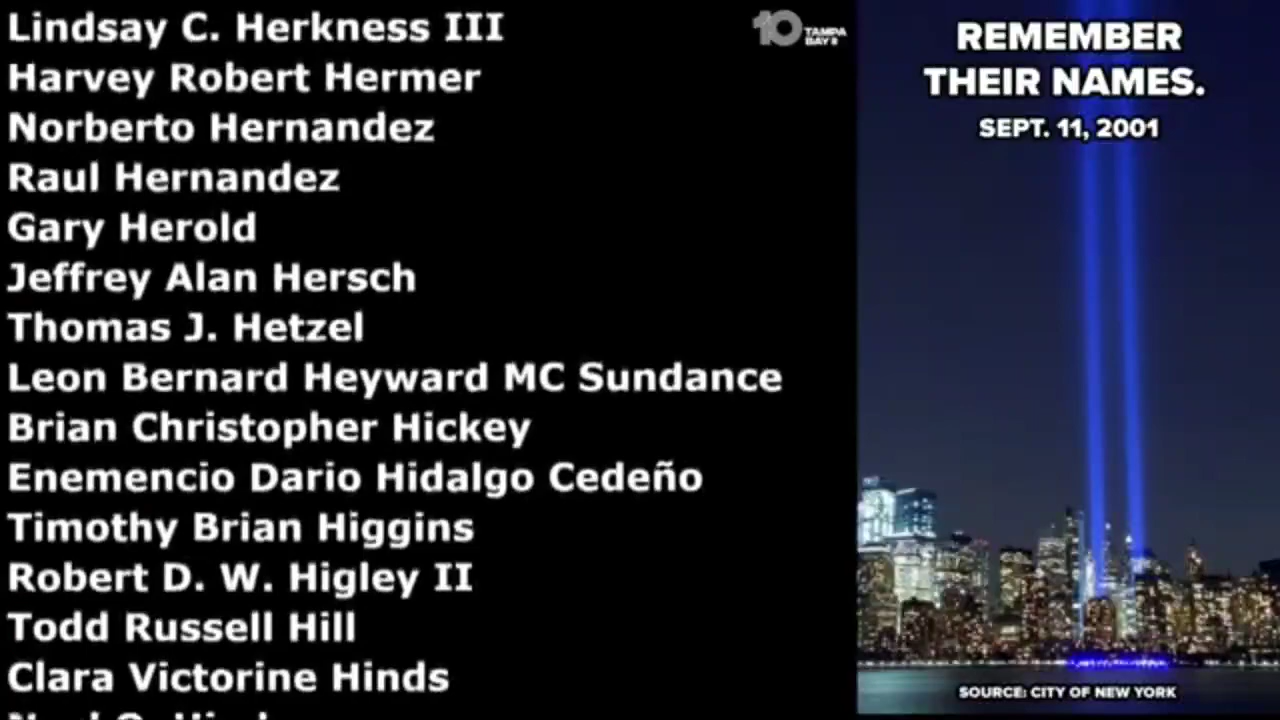 Lindsay C. Herkness III
Harvey Robert Hermer
Norberto Hernandez
Raul Hernandez
Gary Herold
Jeffrey Alan Hersch
Thomas J. Hetzel
Leon Bernard Heyward MC Sundance
Brian Christopher Hickey
Enemencio Dario Hidalgo Cedeño
Timothy Brian Higgins
Robert D. W. Higley II
Todd Russell Hill
Clara Victorine Hinds
10 TAMPA
BAY
REMEMBER
THEIR NAMES.
SEPT. 11, 2001
SOURCE: CITY OF NEW YORK